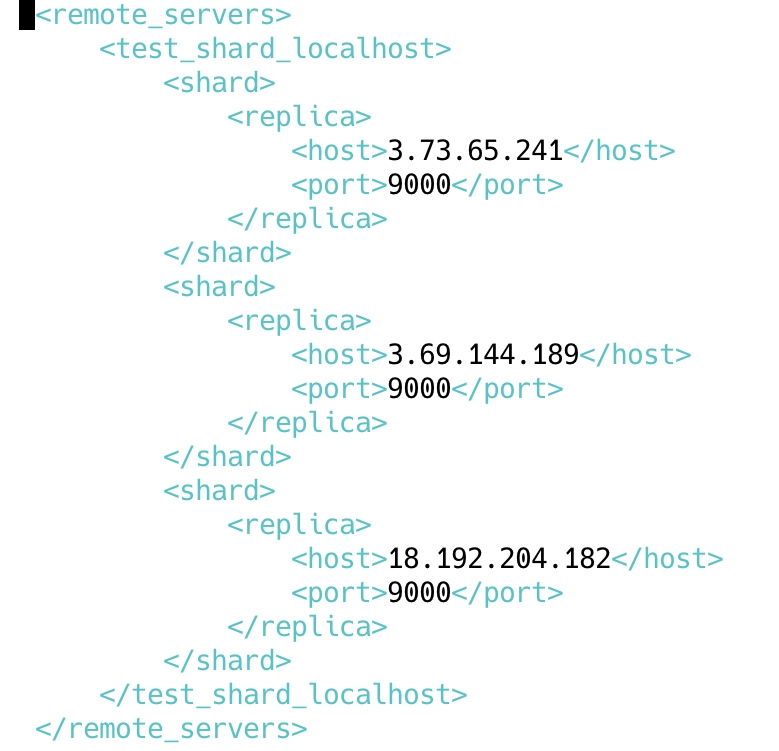 <remote_servers>
    <test_shard_localhost>
        <shard>
            <replica>
                <host>3.73.65.241</host>
                <port>9000</port>
            </replica>
        </shard>
        <shard>
            <replica>
                <host>3.69.144.189</host>
                <port>9000</port>
            </replica>
        </shard>
        <shard>
            <replica>
                <host>18.192.204.182</host>
                <port>9000</port>
            </replica>
        </shard>
    </test_shard_localhost>
</remote_servers>